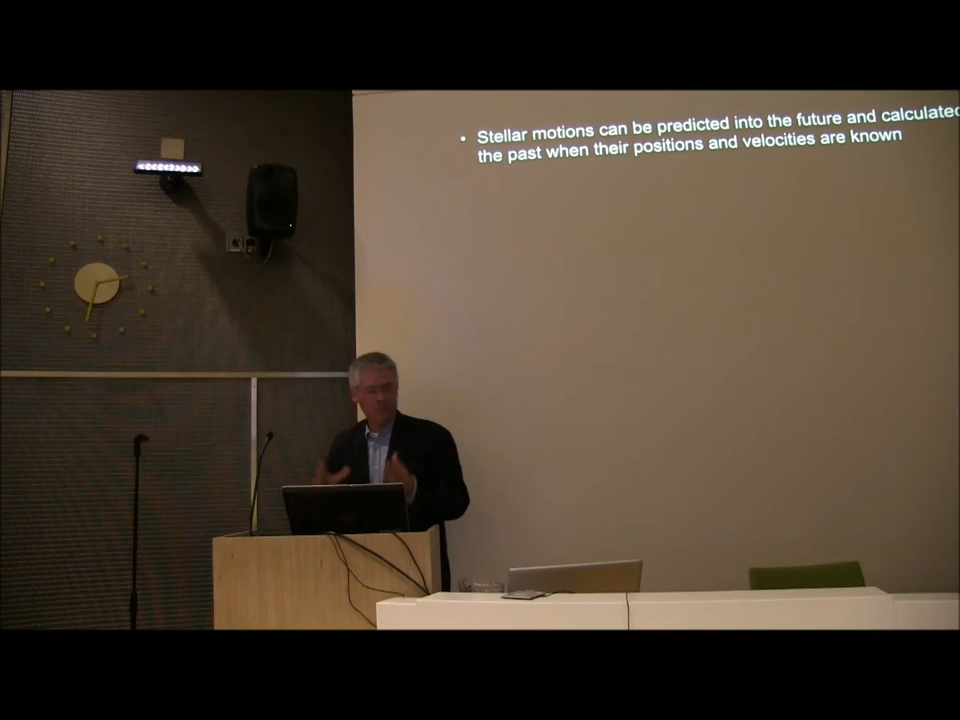 • Stellar motions can be predicted into the future and calculated
the past when their positions and velocities are known